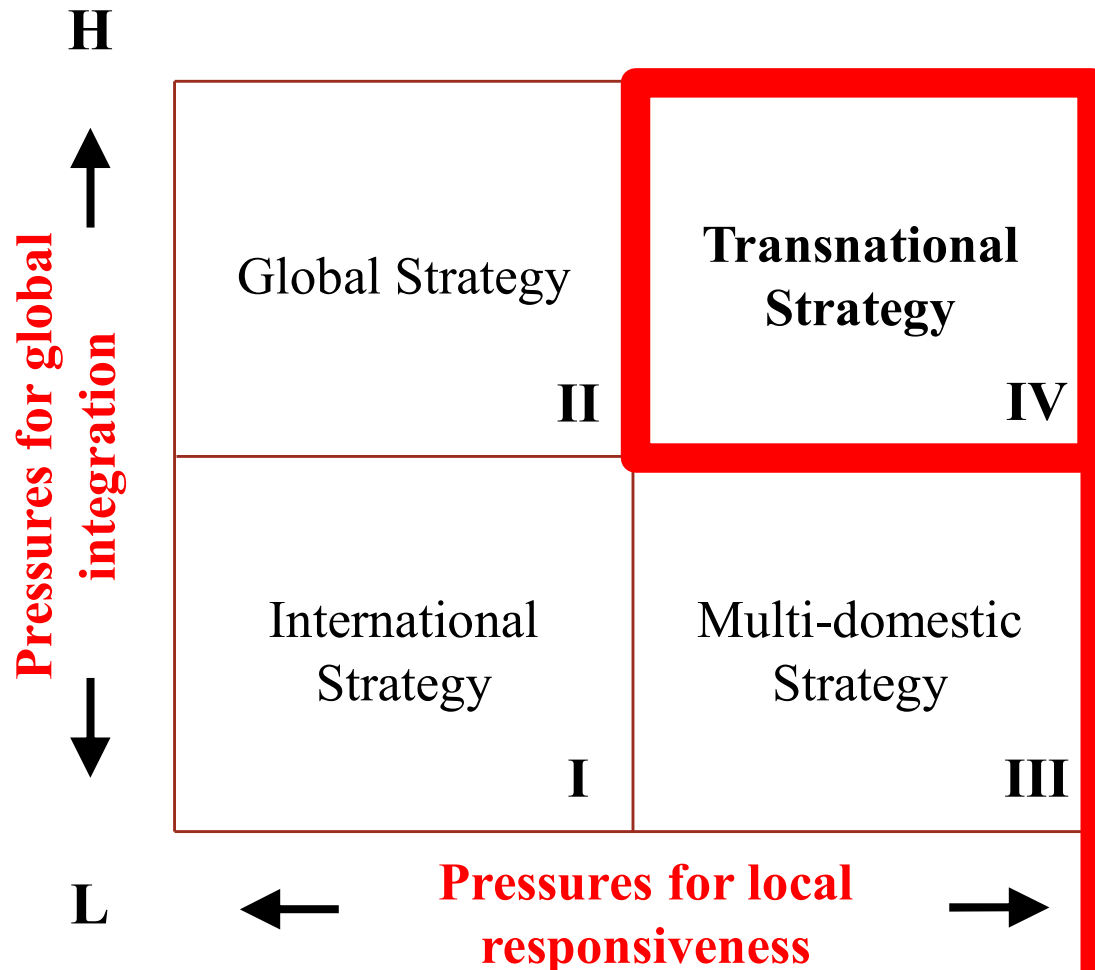 H
Pressures for global
integration
Global Strategy
II
Transnational
Strategy
IV
International
Strategy
I
Multi-domestic
Strategy
III
L
Pressures for local
responsiveness